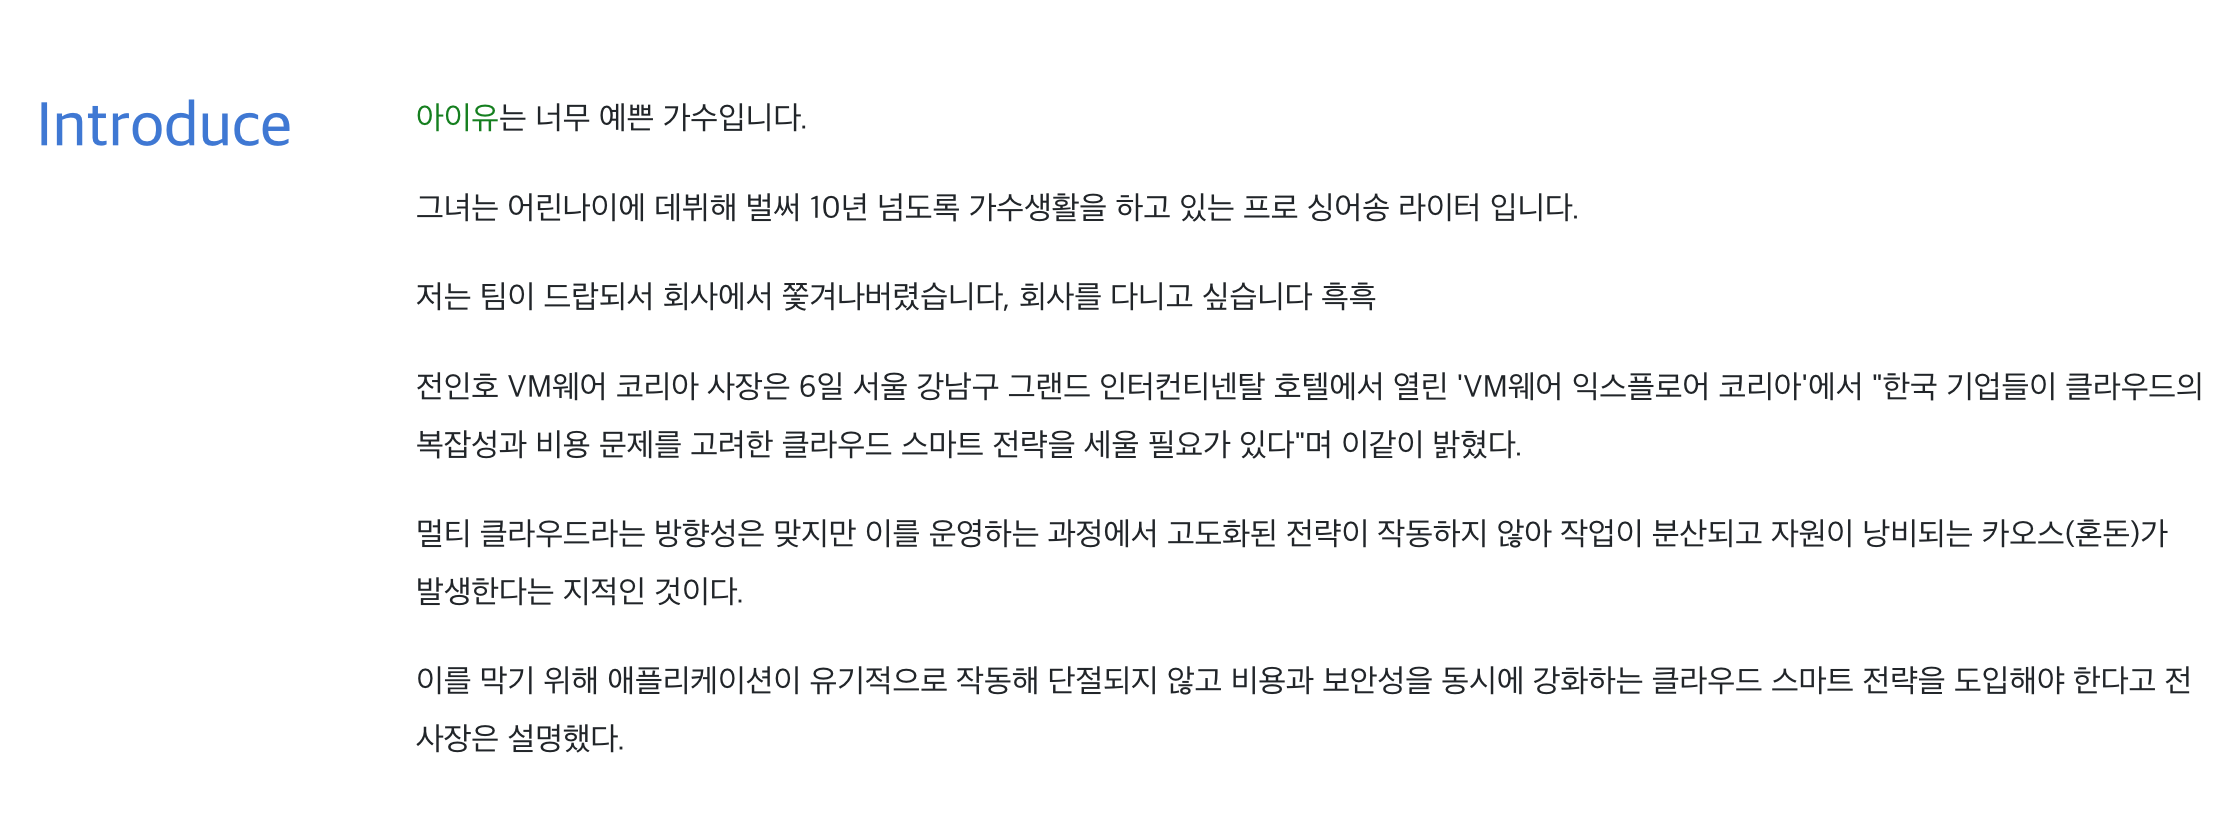 Introduce
아이유는 너무 예쁜 가수입니다.
그녀는 어린나이에 데뷔해 벌써 10년 넘도록 가수생활을 하고 있는 프로 싱어송 라이터 입니다.
저는 팀이 드랍되서 회사에서 쫓겨나버렸습니다, 회사를 다니고 싶습니다 흑흑
전인호 VM웨어 코리아 사장은 6일 서울 강남구 그랜드 인터컨티넨탈 호텔에서 열린 'VM웨어 익스플로어 코리아'에서 "한국 기업들이 클라우드의
복잡성과 비용 문제를 고려한 클라우드 스마트 전략을 세울 필요가 있다"며 이같이 밝혔다.
멀티 클라우드라는 방향성은 맞지만 이를 운영하는 과정에서 고도화된 전략이 작동하지 않아 작업이 분산되고 자원이 낭비되는 카오스(혼돈)가
발생한다는 지적인 것이다.
이를 막기 위해 애플리케이션이 유기적으로 작동해 단절되지 않고 비용과 보안성을 동시에 강화하는 클라우드 스마트 전략을 도입해야 한다고 전
사장은 설명했다.